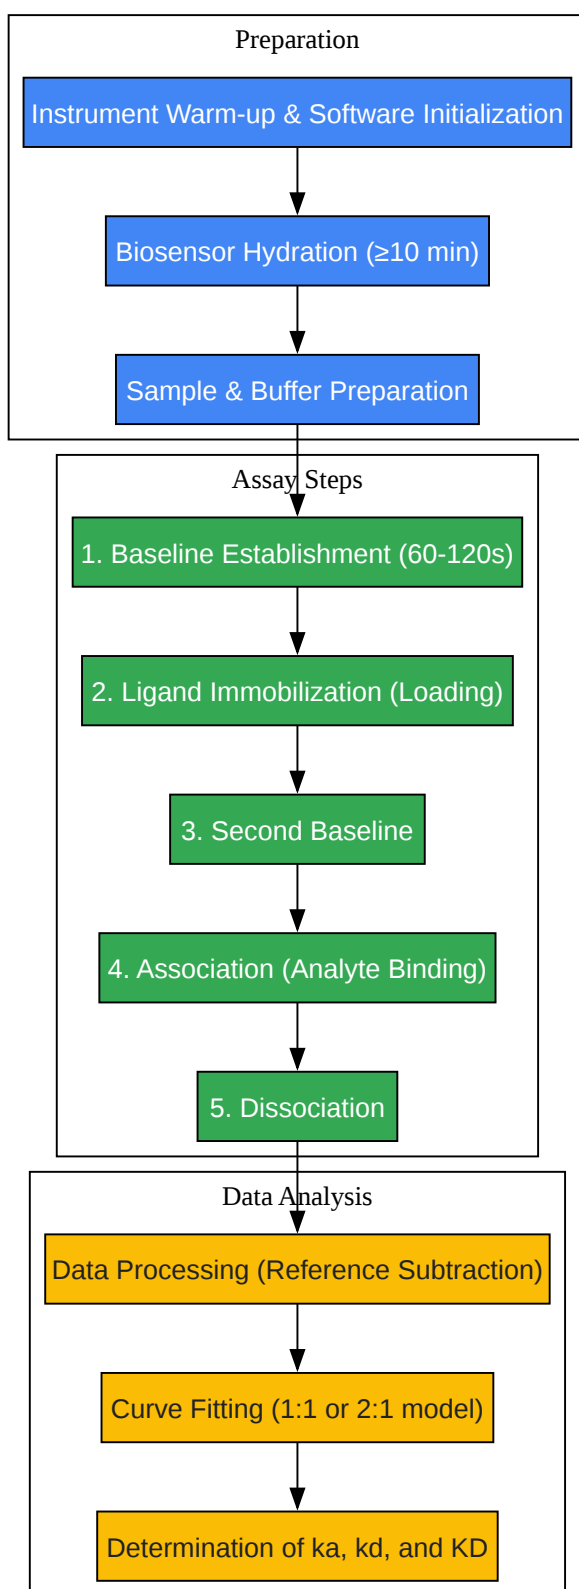 Preparation
Instrument Warm-up & Software Initialization
Biosensor Hydration (≥10 min)
Sample & Buffer Preparation
Assay Steps
1. Baseline Establishment (60-120s)
2. Ligand Immobilization (Loading)
3. Second Baseline
4. Association (Analyte Binding)
5. Dissociation
Data Analysis
Data Processing (Reference Subtraction)
Curve Fitting (1:1 or 2:1 model)
Determination of ka, kd, and KD